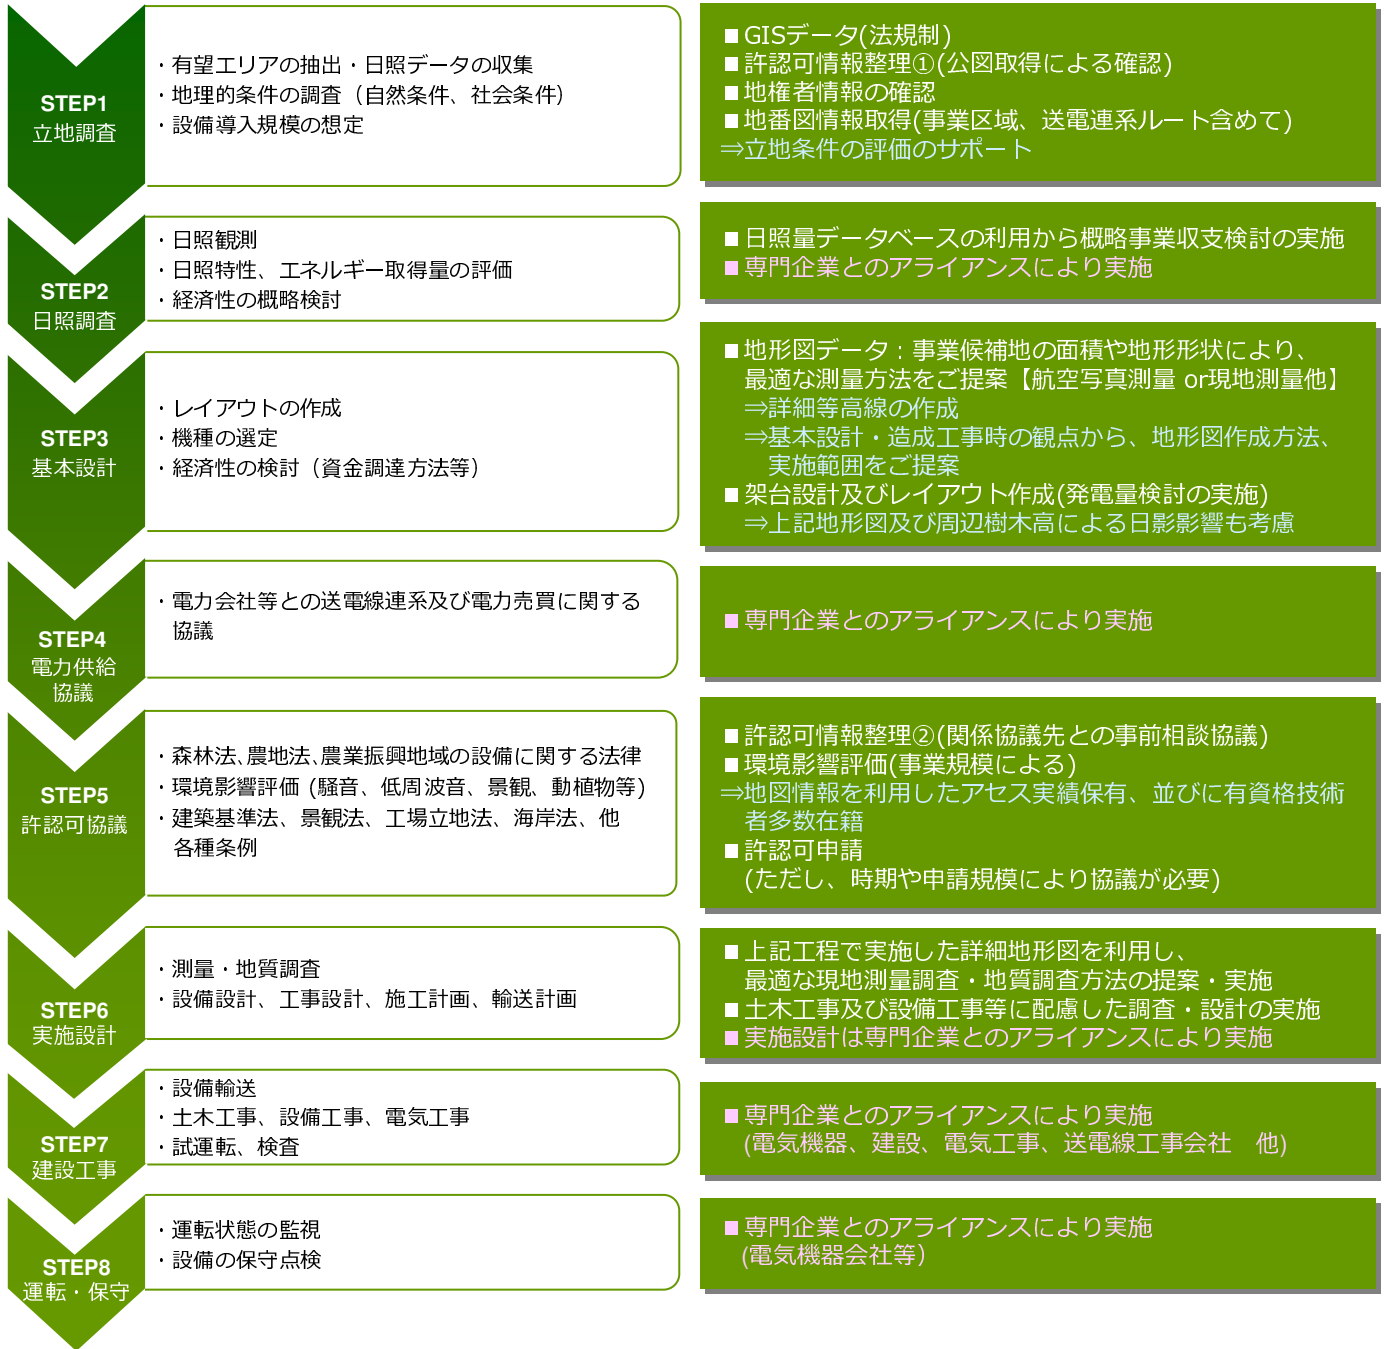 STEP1
立地調査
・有望エリアの抽出・日照データの収集
・地理的条件の調査（自然条件、社会条件）
・設備導入規模の想定
■GISデータ(法規制)
■許認可情報整理①(公図取得による確認)
■地権者情報の確認
■地番図情報取得(事業区域、送電連系ルート含めて)
⇒立地条件の評価のサポート
STEP2
日照調査
・日照観測
・日照特性、エネルギー取得量の評価
・経済性の概略検討
■日照量データベースの利用から概略事業収支検討の実施
■専門企業とのアライアンスにより実施
STEP3
基本設計
・レイアウトの作成
・機種の選定
・経済性の検討（資金調達方法等）
■地形図データ：事業候補地の面積や地形形状により、
最適な測量方法をご提案【航空写真測量 or現地測量他】
⇒詳細等高線の作成
⇒基本設計・造成工事時の観点から、地形図作成方法、
実施範囲をご提案
■架台設計及びレイアウト作成(発電量検討の実施)
⇒上記地形図及び周辺樹木高による日影影響も考慮
STEP4
電力供給
協議
・電力会社等との送電線連系及び電力売買に関する
協議
■専門企業とのアライアンスにより実施
STEP5
許認可協議
・森林法、農地法、農業振興地域の設備に関する法律
・環境影響評価 (騒音、低周波音、景観、動植物等)
・建築基準法、景観法、工場立地法、海岸法、他
各種条例
■許認可情報整理②(関係協議先との事前相談協議)
■環境影響評価(事業規模による)
⇒地図情報を利用したアセス実績保有、並びに有資格技術
者多数在籍
■許認可申請
(ただし、時期や申請規模により協議が必要)
STEP6
実施設計
・測量・地質調査
・設備設計、工事設計、施工計画、輸送計画
■上記工程で実施した詳細地形図を利用し、
最適な現地測量調査・地質調査方法の提案・実施
■土木工事及び設備工事等に配慮した調査・設計の実施
■実施設計は専門企業とのアライアンスにより実施
STEP7
建設工事
・設備輸送
・土木工事、設備工事、電気工事
・試運転、検査
■専門企業とのアライアンスにより実施
(電気機器、建設、電気工事、送電線工事会社　他)
STEP8
運転・保守
・運転状態の監視
・設備の保守点検
■専門企業とのアライアンスにより実施
(電気機器会社等）